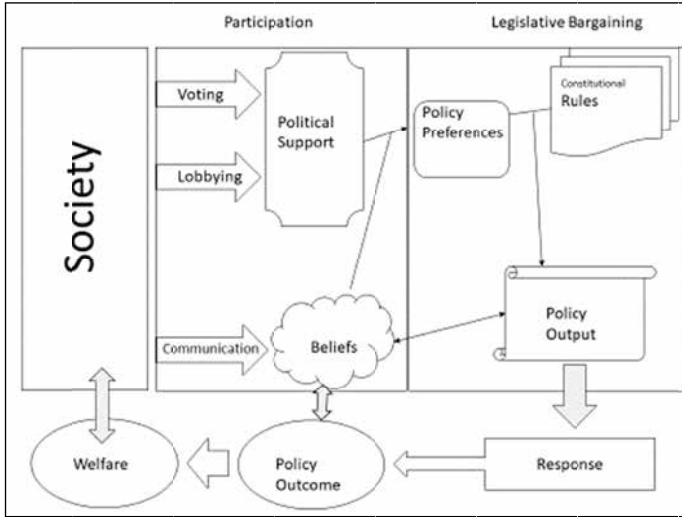 Participation
Legislative Bargaining
Society
Voting
Lobbying
Communication
Political
Support
Beliefs
Policy
Preferences
Constitutional
Rules
Policy
Output
Welfare
Policy
Outcome
Response